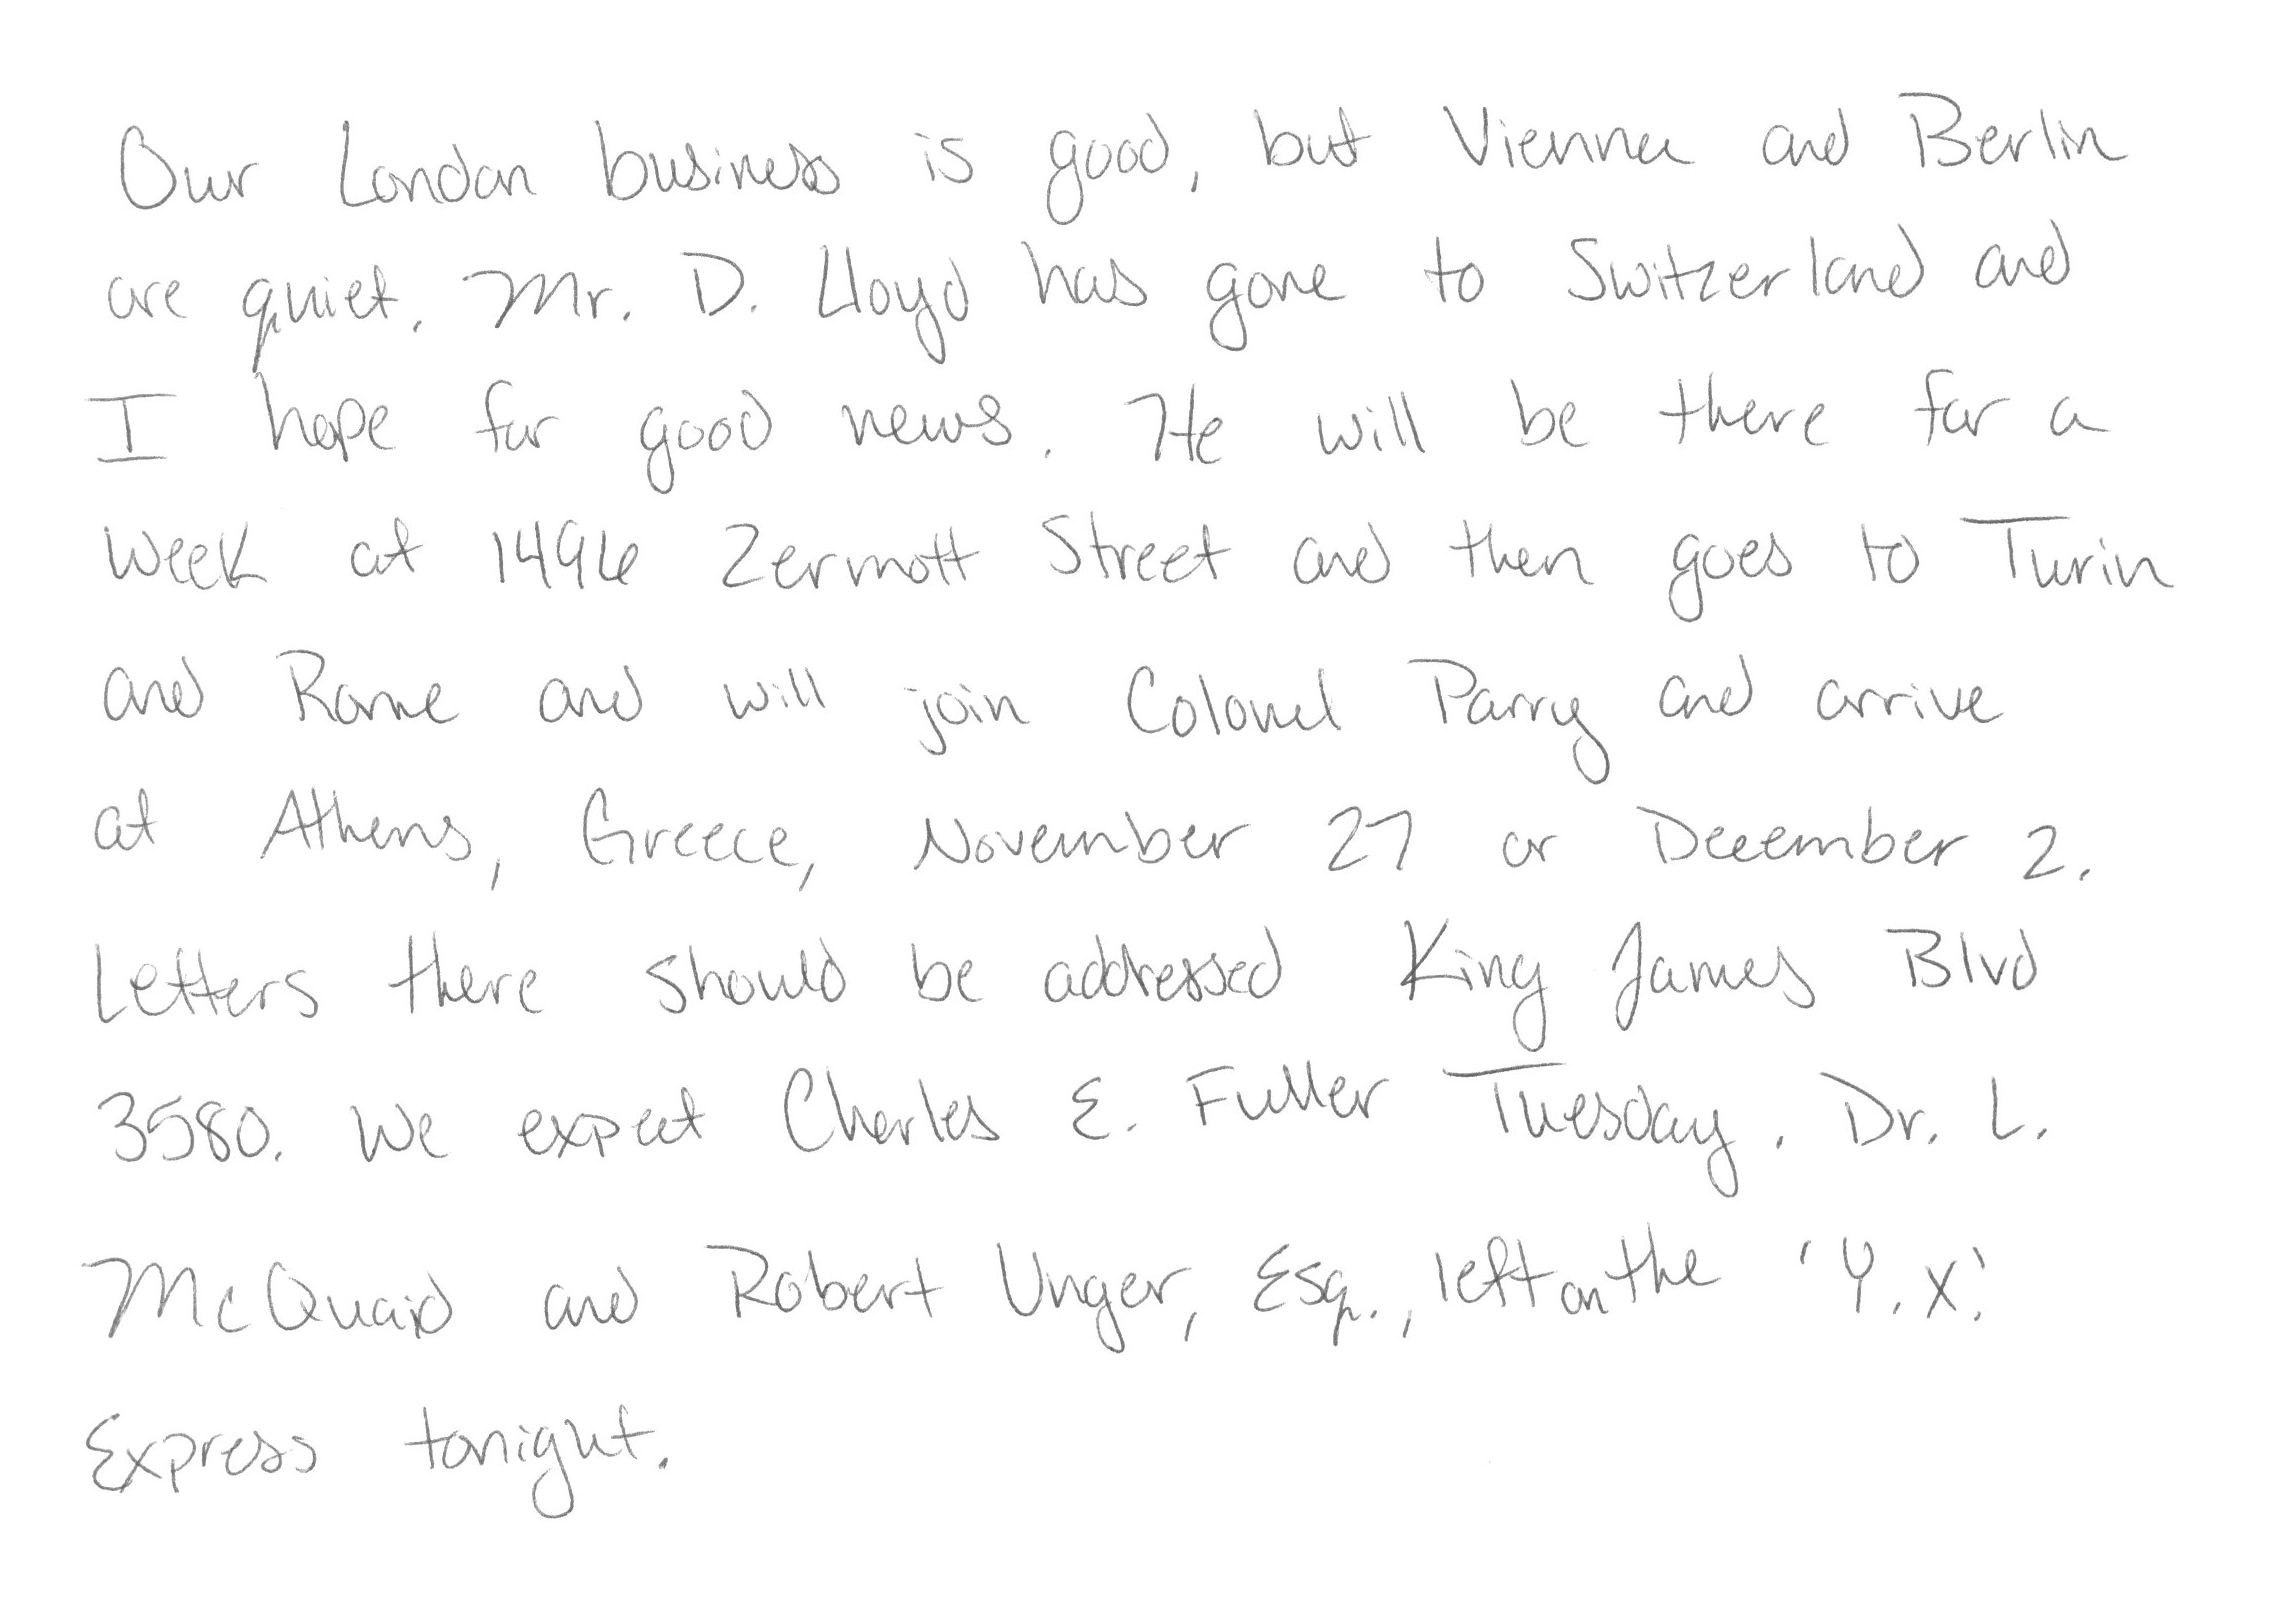 Our London business is good, but Vienna and Berlin
are quiet. Mr. D. Lloyd has gone to Switzerland and
I hope for good news. He will be there for a
week at 1496 Zermott Street and then goes to Turin
and Rome and will join Colonel Parry and arrive
at Athens, Greece, November 27 or December 2.
Letters there should be addressed King James Blvd
3580. We expect Charles E. Fuller Tuesday. Dr. L.
McQuaid and Robert Unger, Esq., left on the 'Y.X.'
Express tonight.